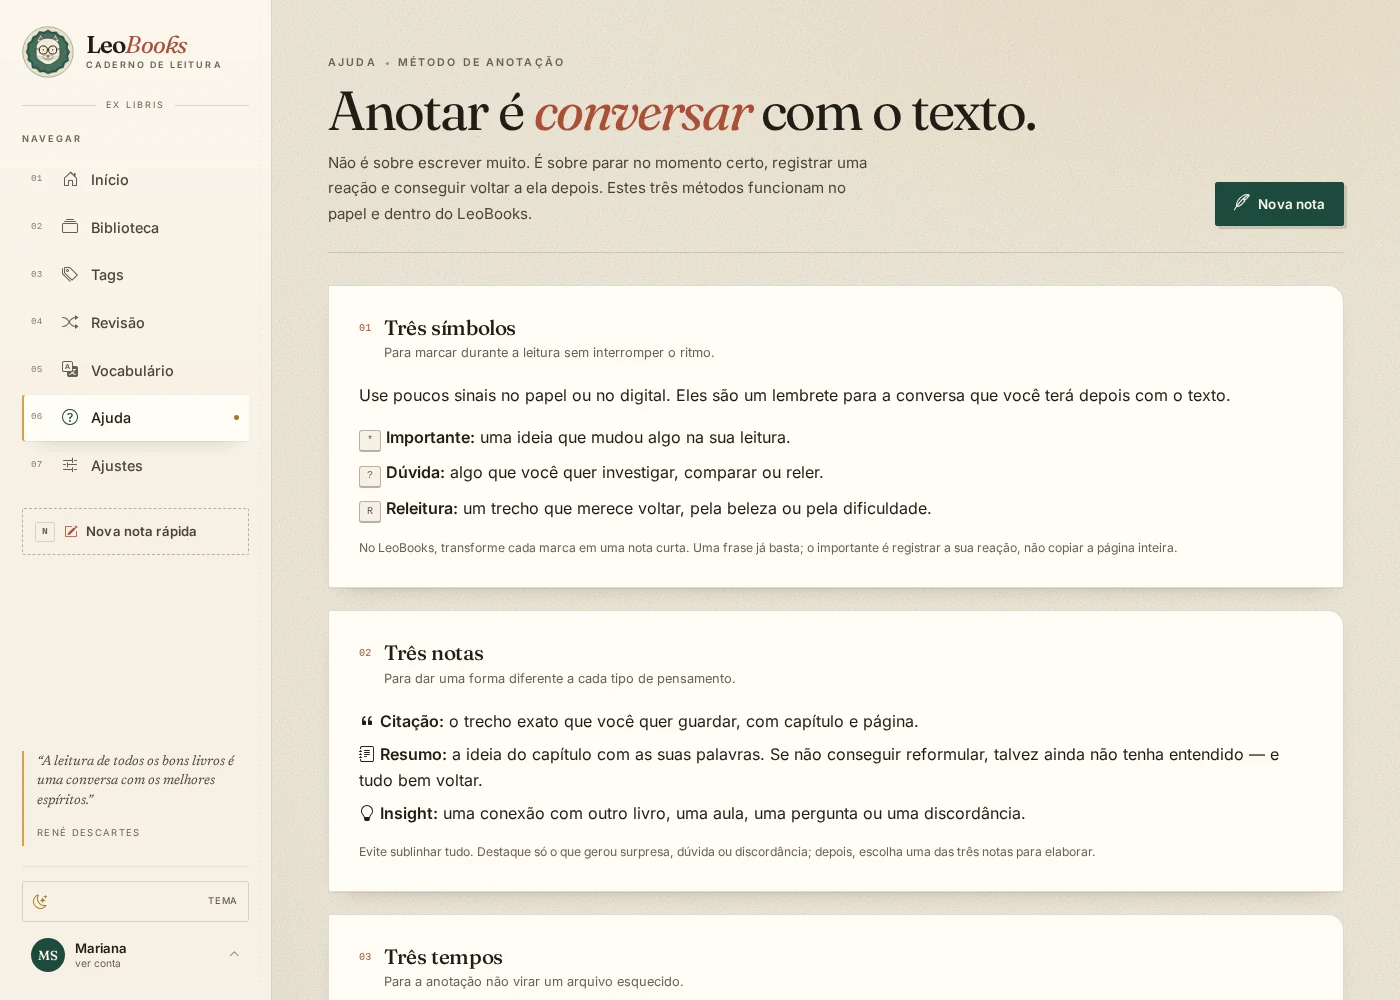 LeoBooks
CADERNO DE LEITURA
EX LIBRIS
NAVEGAR
01 Início
02 Biblioteca
03 Tags
04 Revisão
05 Vocabulário
06 Ajuda
07 Ajustes
N Nova nota rápida
“A leitura de todos os bons livros é
uma conversa com os melhores
espíritos.”
RENÉ DESCARTES
TEMA
MS Mariana
ver conta
AJUDA • MÉTODO DE ANOTAÇÃO
Anotar é conversar com o texto.
Não é sobre escrever muito. É sobre parar no momento certo, registrar uma
reação e conseguir voltar a ela depois. Estes três métodos funcionam no
papel e dentro do LeoBooks.
Nova nota
01 Três símbolos
Para marcar durante a leitura sem interromper o ritmo.
Use poucos sinais no papel ou no digital. Eles são um lembrete para a conversa que você terá depois com o texto.
* Importante: uma ideia que mudou algo na sua leitura.
? Dúvida: algo que você quer investigar, comparar ou reler.
R Releitura: um trecho que merece voltar, pela beleza ou pela dificuldade.
No LeoBooks, transforme cada marca em uma nota curta. Uma frase já basta; o importante é registrar a sua reação, não copiar a página inteira.
02 Três notas
Para dar uma forma diferente a cada tipo de pensamento.
Citação: o trecho exato que você quer guardar, com capítulo e página.
Resumo: a ideia do capítulo com as suas palavras. Se não conseguir reformular, talvez ainda não tenha entendido — e
tudo bem voltar.
Insight: uma conexão com outro livro, uma aula, uma pergunta ou uma discordância.
Evite sublinhar tudo. Destaque só o que gerou surpresa, dúvida ou discordância; depois, escolha uma das três notas para elaborar.
03 Três tempos
Para a anotação não virar um arquivo esquecido.